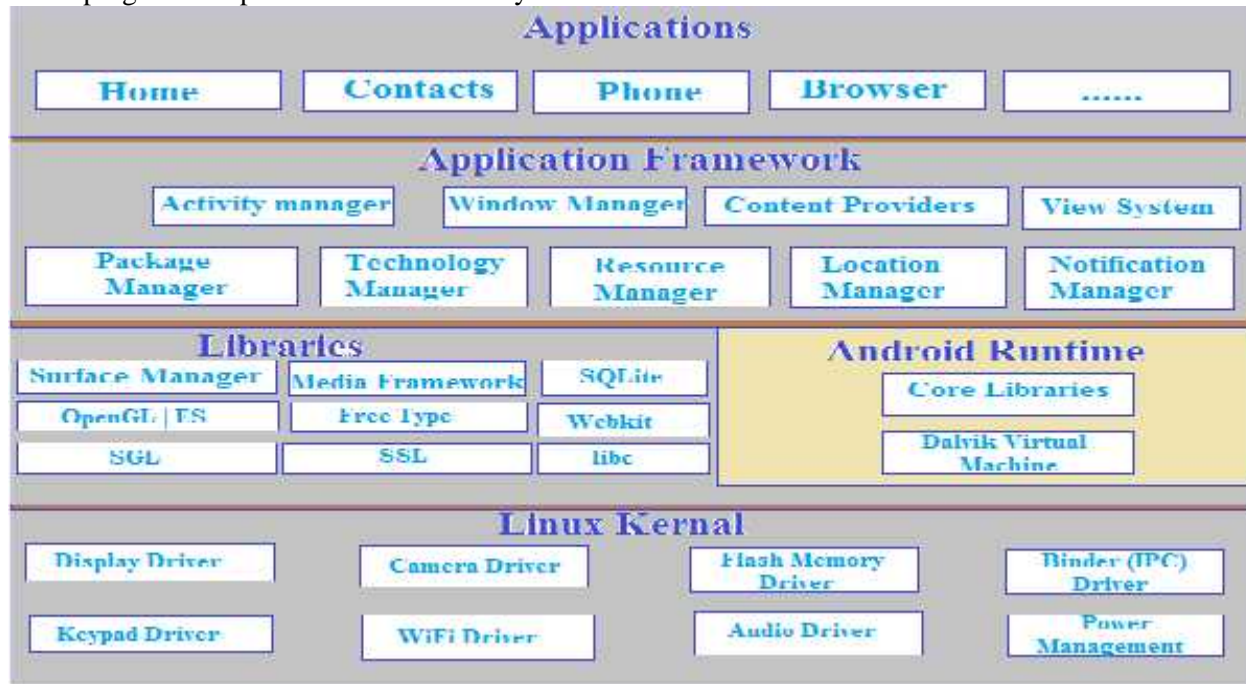 Applications
Home Contacts Phone Browser ......
Application Framework
Activity manager Window Manager Content Providers View System
Package Manager
Technology Manager
Resource Manager
Location Manager
Notification Manager
Libraries
Surface Manager Media Framework SQLite
OpenGL | ES Free Type Webkit
SGL SSL libc
Android Runtime
Core Libraries
Dalvik Virtual
Machine
Linux Kernal
Display Driver Camera Driver
Flash Memory
Driver
Binder (IPC)
Driver
Keypad Driver WiFi Driver Audio Driver
Power
Management